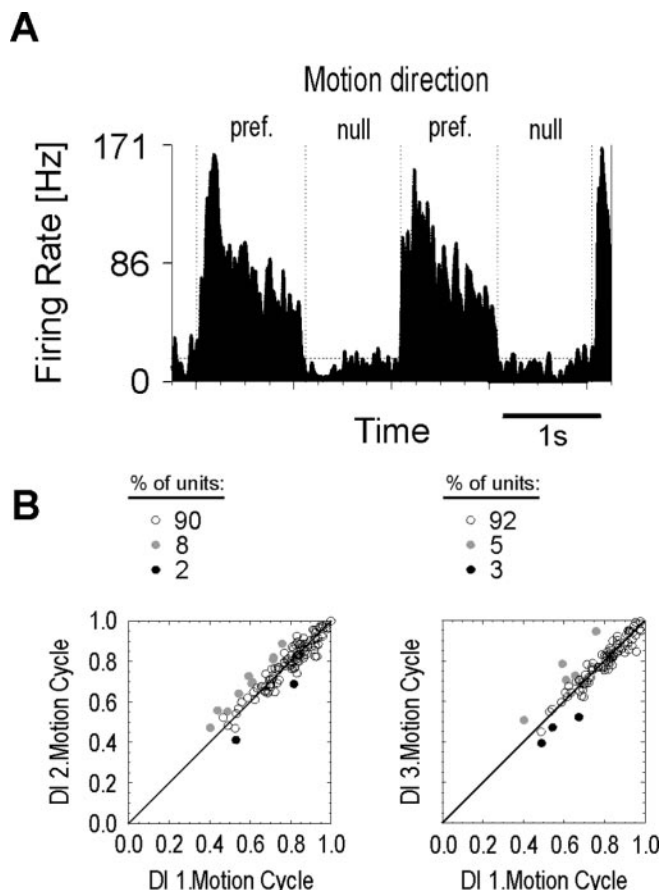 A
Motion direction
pref. null pref. null
171
86
0
Firing Rate [Hz]
Time
1s
% of units: % of units:
B
90 92
8 5
2 3
1.0
0.8
0.6
0.4
0.2
0.0
DI 2.Motion Cycle
0.0 0.2 0.4 0.6 0.8 1.0
DI 1.Motion Cycle
1.0
0.8
0.6
0.4
0.2
DI 3.Motion Cycle
0.0 0.2 0.4 0.6 0.8 1.0
DI 1.Motion Cycle